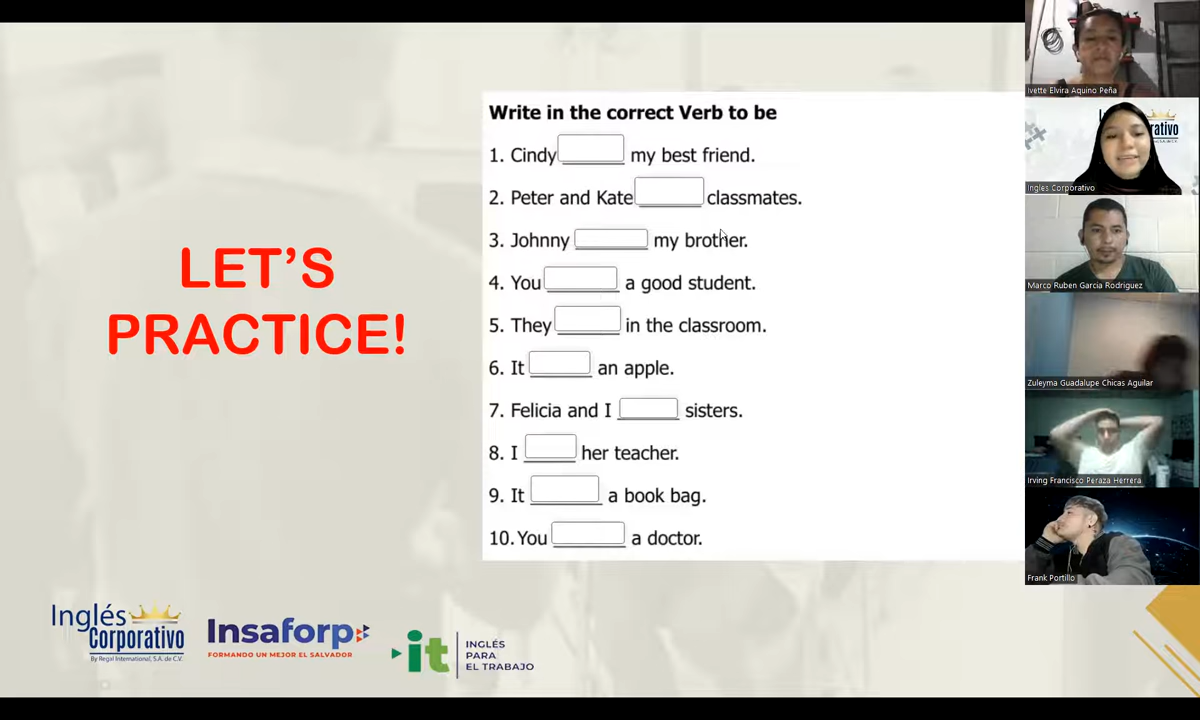 LET'S
PRACTICE!
Write in the correct Verb to be
1. Cindy my best friend.
2. Peter and Kate classmates.
3. Johnny my brother.
4. You a good student.
5. They in the classroom.
6. It an apple.
7. Felicia and I sisters.
8. I her teacher.
9. It a book bag.
10. You a doctor.
Inglés
Corporativo
By Regal International, S.A. de C.V.
Insaforp
FORMANDO UN MEJOR EL SALVADOR
it
INGLÉS
PARA
EL TRABAJO
Ivette Elvira Aquino Peña
Ingles Corporativo
Marco Ruben Garcia Rodriguez
Zuleyma Guadalupe Chicas Aguilar
Irving Francisco Peraza Herrera
Frank Portillo